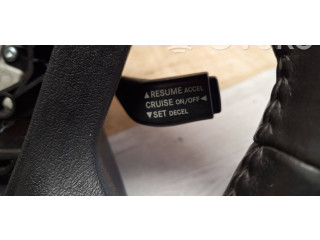 ▲RESUME ACCEL
CRUISE ON/OFF◄
▼SET DECEL